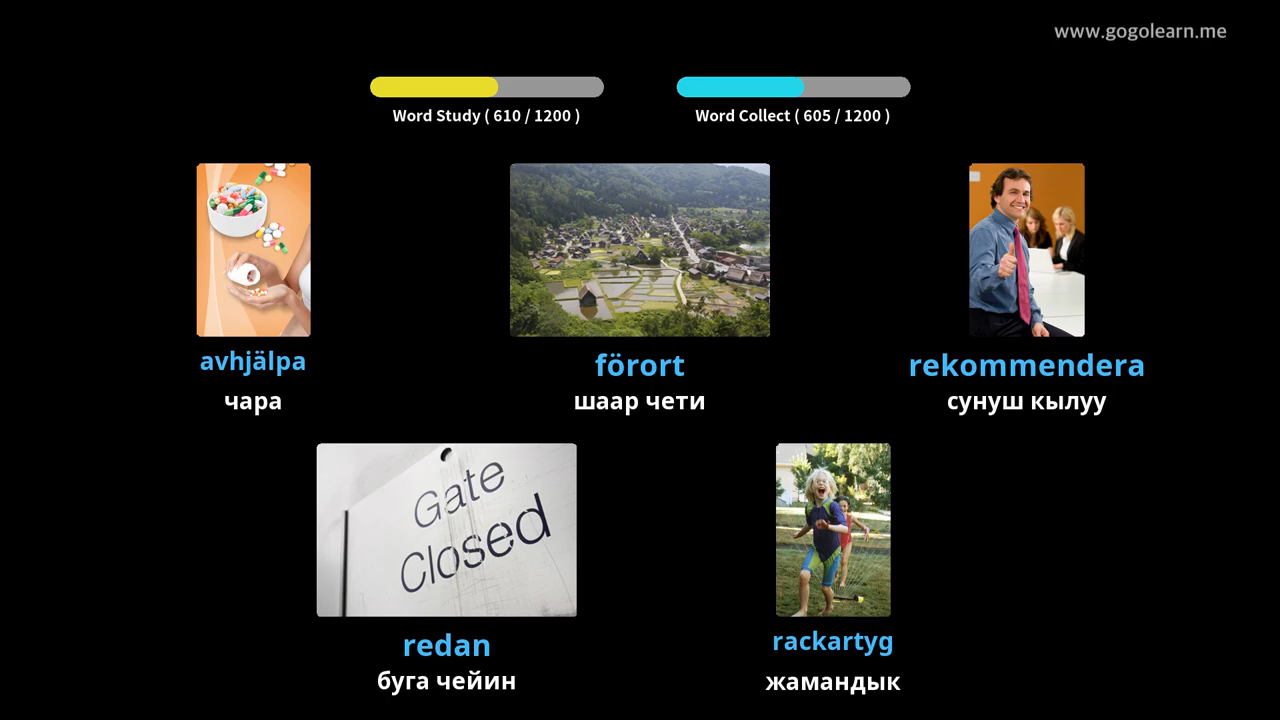 www.gogolearn.me
Word Study ( 610 / 1200 )
Word Collect ( 605 / 1200 )
avhjälpa
чара
förort
шаар чети
rekommendera
сунуш кылуу
Gate
Closed
redan
буга чейин
rackartyg
жамандык